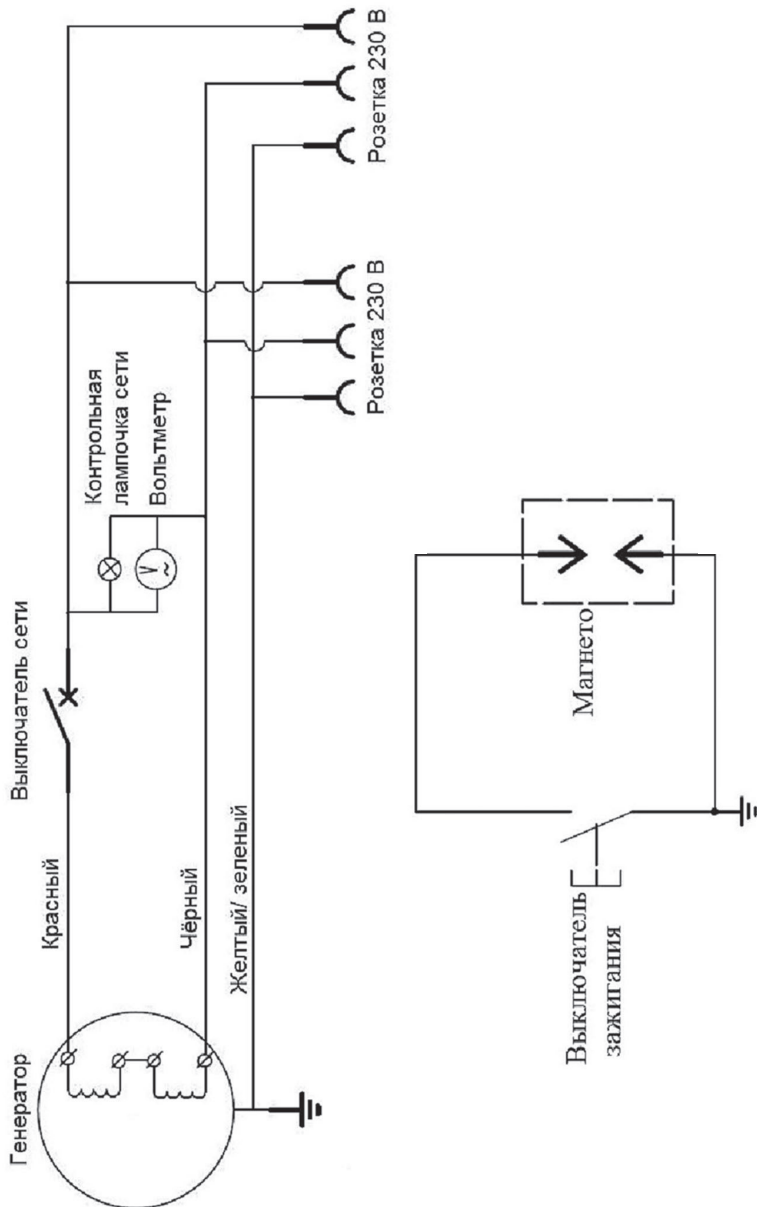 Генератор
Красный
Выключатель сети
Контрольная
лампочка сети
Вольтметр
V
~
Чёрный
Желтый/ зеленый
Розетка 230 В
Розетка 230 В
Выключатель
зажигания
Магнето